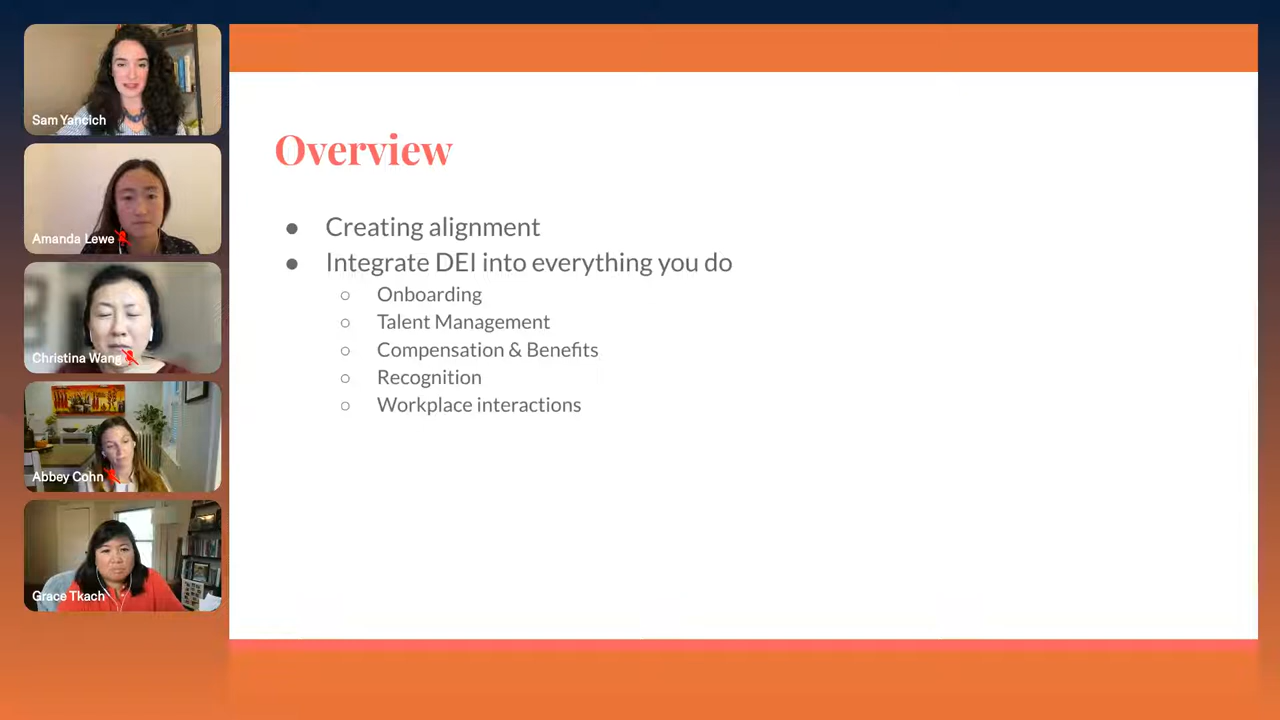 Sam Yancich
Amanda Lewe
Christina Wang
Abbey Cohn
Grace Tkach
Overview
Creating alignment
Integrate DEI into everything you do
Onboarding
Talent Management
Compensation & Benefits
Recognition
Workplace interactions